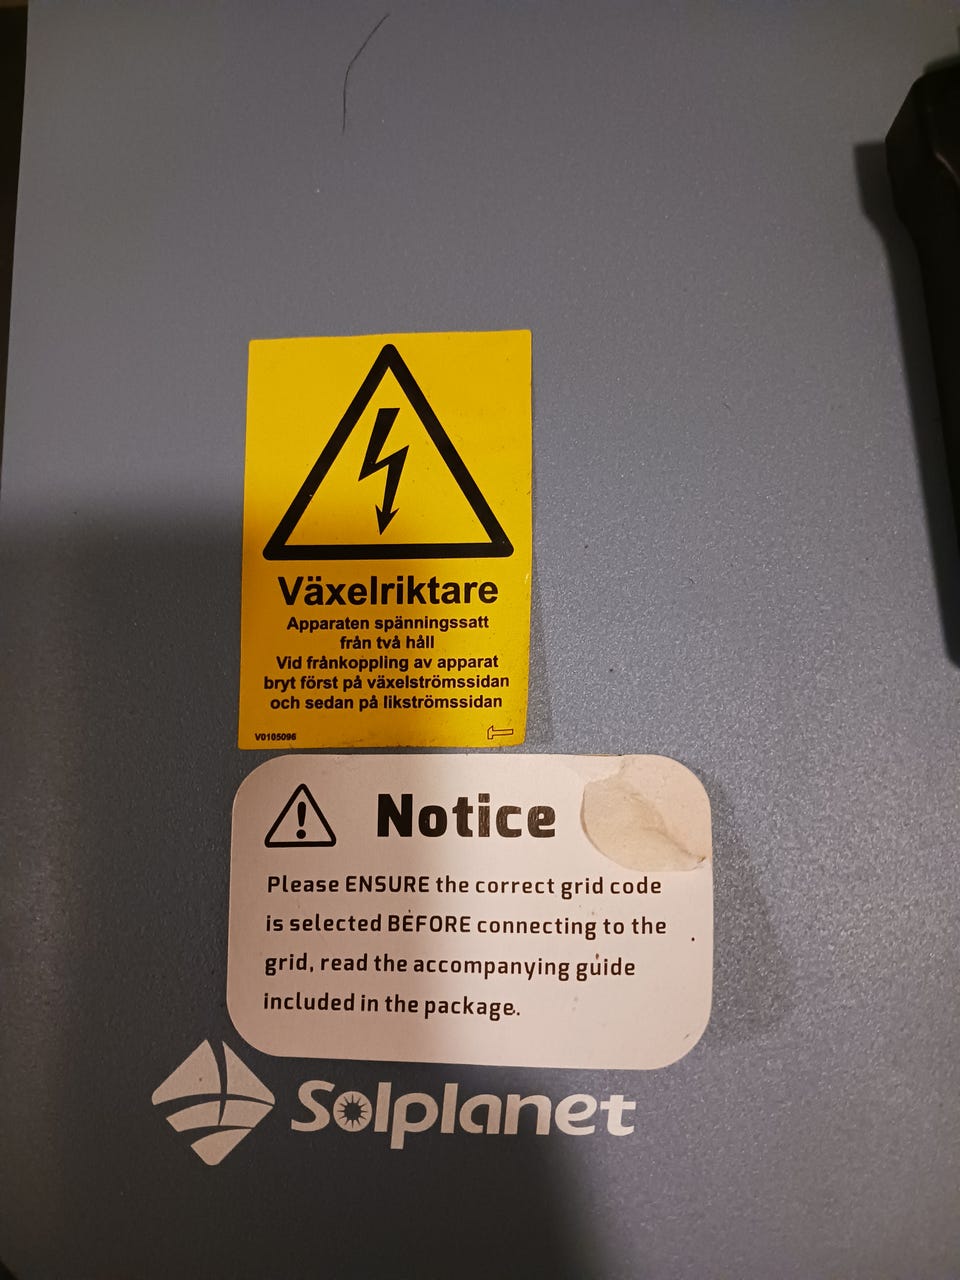 Växelriktare
Apparaten spänningssatt
från två håll
Vid frånkoppling av apparat
bryt först på växelströmssidan
och sedan på likströmssidan
V0105096
Notice
Please ENSURE the correct grid code
is selected BEFORE connecting to the
grid, read the accompanying guide
included in the package.
Solplanet